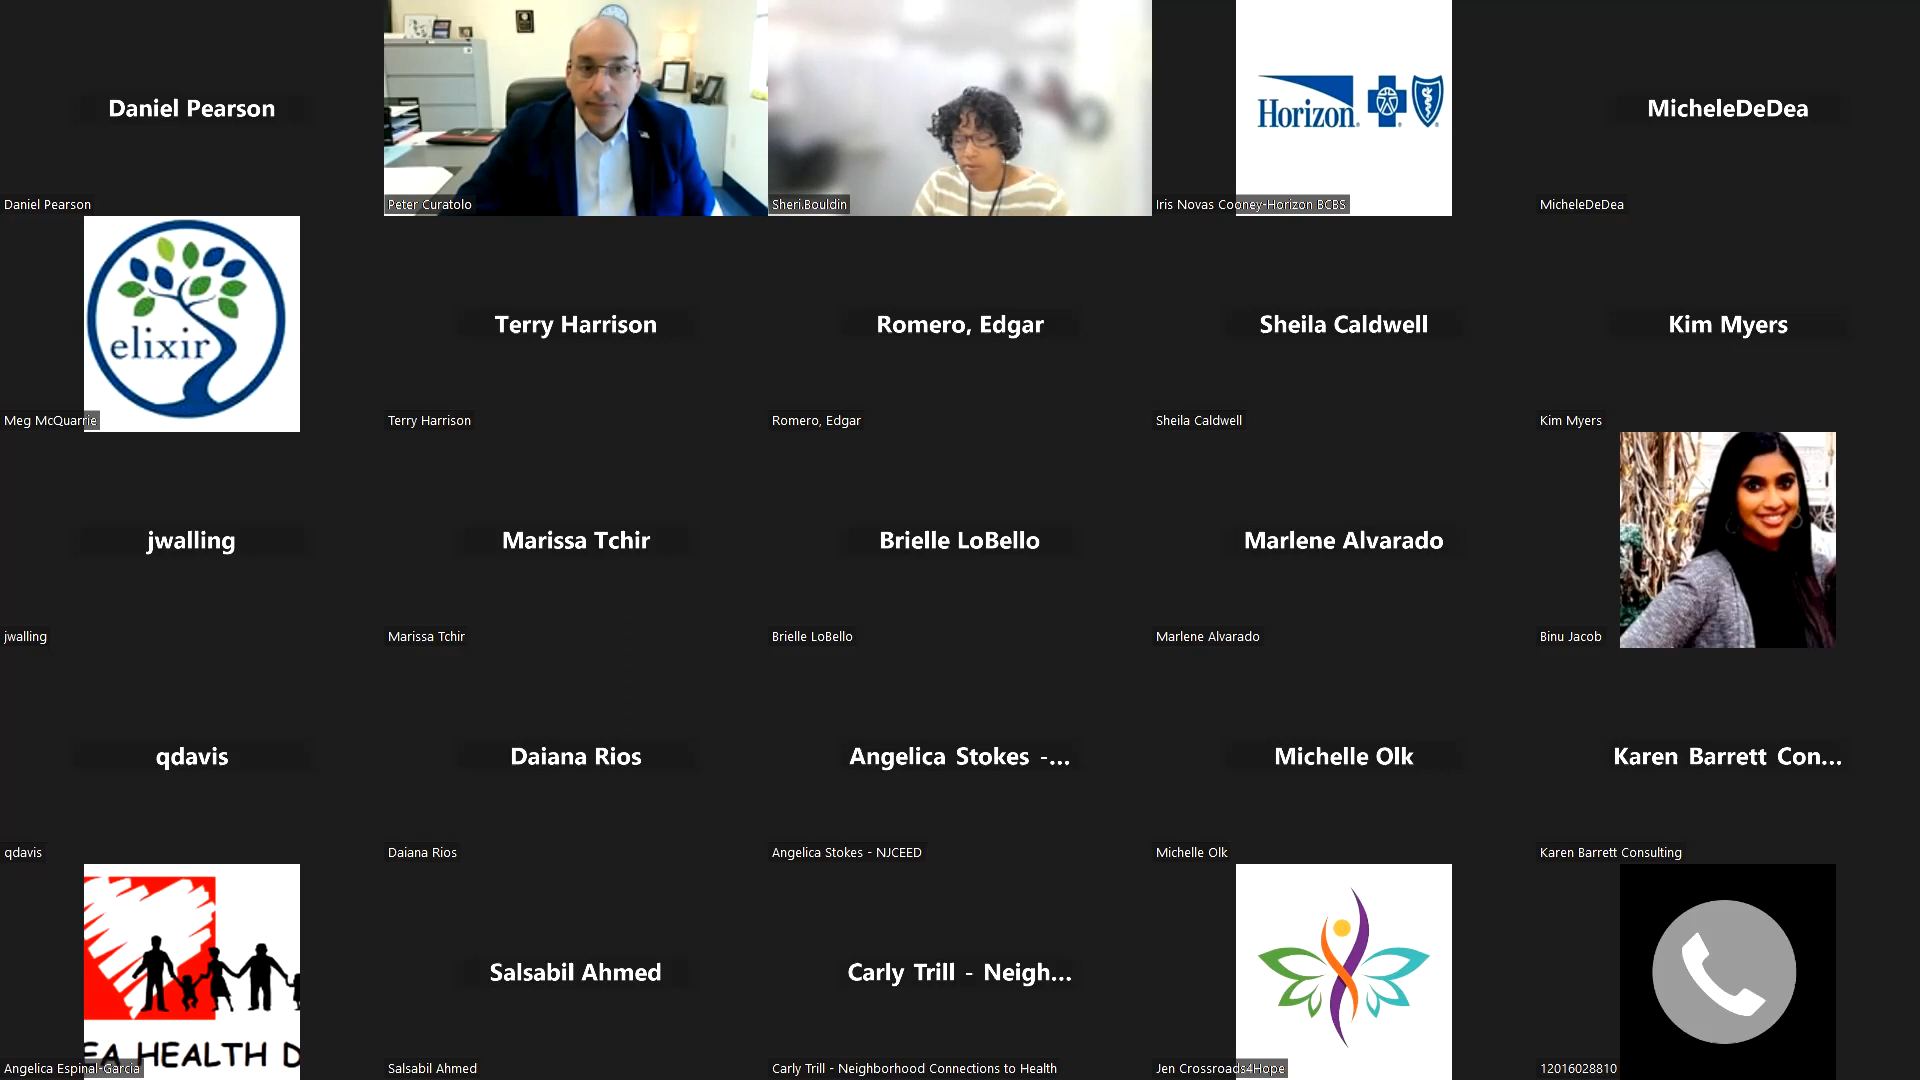 Daniel Pearson
Horizon.
MicheleDeDea
Daniel Pearson
Peter Curatolo
Sheri.Bouldin
Iris Novas Cooney-Horizon BCBS
MicheleDeDea
elixir
Terry Harrison
Romero, Edgar
Sheila Caldwell
Kim Myers
Meg McQuarrie
Terry Harrison
Romero, Edgar
Sheila Caldwell
Kim Myers
jwalling
Marissa Tchir
Brielle LoBello
Marlene Alvarado
jwalling
Marissa Tchir
Brielle LoBello
Marlene Alvarado
Binu Jacob
qdavis
Daiana Rios
Angelica Stokes -...
Michelle Olk
Karen Barrett Con...
qdavis
Daiana Rios
Angelica Stokes - NJCEED
Michelle Olk
Karen Barrett Consulting
Salsabil Ahmed
Carly Trill - Neigh...
EA HEALTH D
Angelica Espinal-Garcia
Salsabil Ahmed
Carly Trill - Neighborhood Connections to Health
Jen Crossroads4Hope
12016028810